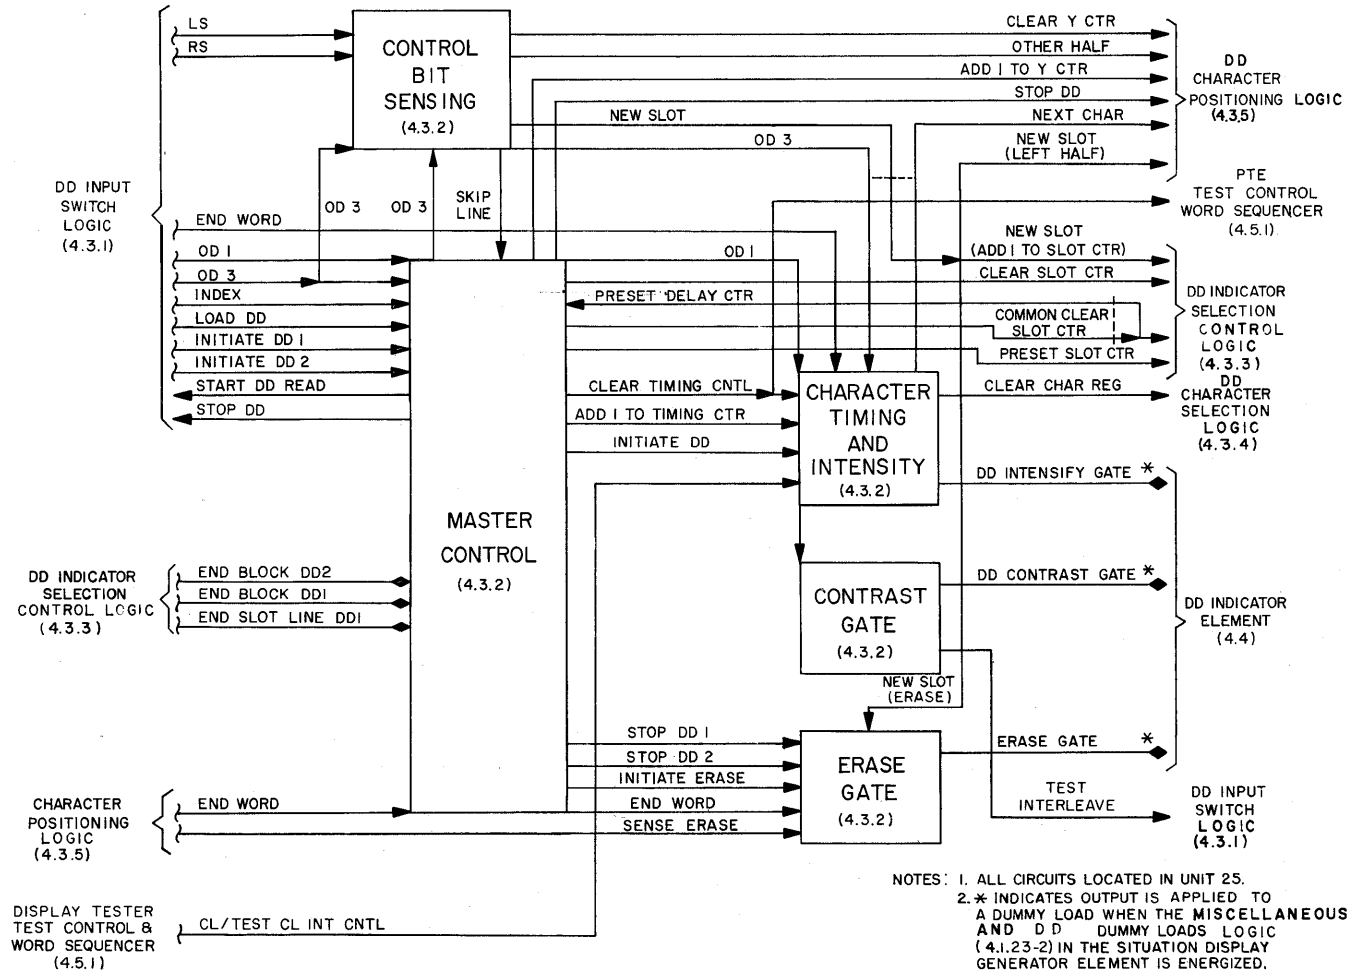 LS
RS
DD INPUT
SWITCH
LOGIC
(4.3.1)
END WORD
OD 1
OD 3
INDEX
LOAD DD
INITIATE DD 1
INITIATE DD 2
START DD READ
STOP DD
DD INDICATOR
SELECTION
CONTROL LOGIC
(4.3.3)
END BLOCK DD2
END BLOCK DD1
END SLOT LINE DD1
CHARACTER
POSITIONING
LOGIC
(4.3.5)
END WORD
DISPLAY TESTER
TEST CONTROL &
WORD SEQUENCER
(4.5.1)
CL/TEST CL INT CNTL
CONTROL
BIT
SENSING
(4.3.2)
OD 3
OD 3
SKIP
LINE
MASTER
CONTROL
(4.3.2)
NEW SLOT
OD 3
OD 1
PRESET DELAY CTR
CLEAR TIMING CNTL
ADD 1 TO TIMING CTR
INITIATE DD
CHARACTER
TIMING
AND
INTENSITY
(4.3.2)
CONTRAST
GATE
(4.3.2)
NEW SLOT
(ERASE)
STOP DD 1
STOP DD 2
INITIATE ERASE
END WORD
SENSE ERASE
ERASE
GATE
(4.3.2)
CLEAR Y CTR
OTHER HALF
ADD 1 TO Y CTR
STOP DD
NEXT CHAR
NEW SLOT
(LEFT HALF)
NEW SLOT
(ADD 1 TO SLOT CTR)
CLEAR SLOT CTR
COMMON CLEAR
SLOT CTR
PRESET SLOT CTR
CLEAR CHAR REG
DD INTENSIFY GATE *
DD CONTRAST GATE *
ERASE GATE *
TEST
INTERLEAVE
DD
CHARACTER
POSITIONING LOGIC
(4.3.5)
PTE
TEST CONTROL
WORD SEQUENCER
(4.5.1)
DD INDICATOR
SELECTION
CONTROL
LOGIC
(4.3.3)
DD
CHARACTER
SELECTION
LOGIC
(4.3.4)
DD INDICATOR
ELEMENT
(4.4)
DD INPUT
SWITCH
LOGIC
(4.3.1)
NOTES: 1. ALL CIRCUITS LOCATED IN UNIT 25.
2. * INDICATES OUTPUT IS APPLIED TO
A DUMMY LOAD WHEN THE MISCELLANEOUS
AND DD DUMMY LOADS LOGIC
(4.1.23-2) IN THE SITUATION DISPLAY
GENERATOR ELEMENT IS ENERGIZED.